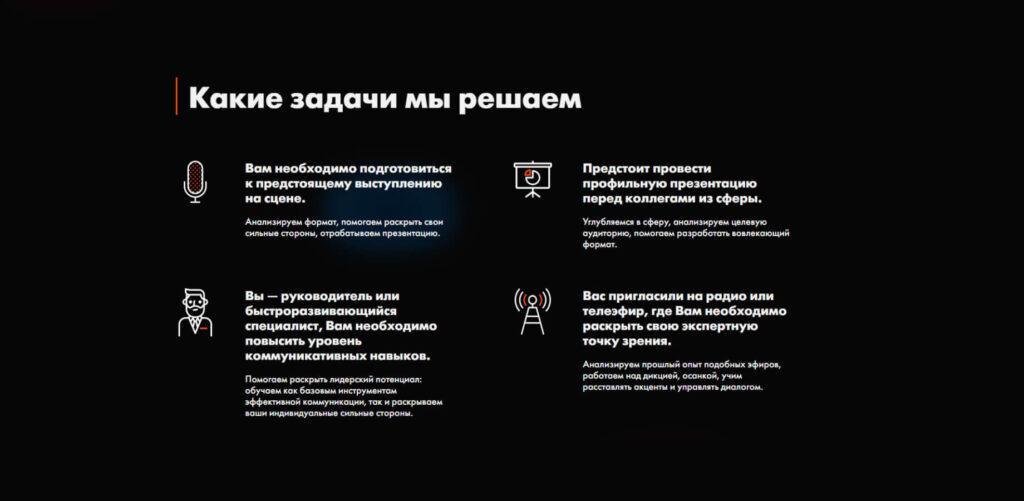 Какие задачи мы решаем
Вам необходимо подготовиться
к предстоящему выступлению
на сцене.
Анализируем формат, помогаем раскрыть свои
сильные стороны, отрабатываем презентацию.
Предстоит провести
профильную презентацию
перед коллегами из сферы.
Углубляемся в сферу, анализируем целевую
аудиторию, помогаем разработать вовлекающий
формат.
Вы — руководитель или
быстроразвивающийся
специалист, Вам необходимо
повысить уровень
коммуникативных навыков.
Помогаем раскрыть лидерский потенциал:
обучаем как базовым инструментам
эффективной коммуникации, так и раскрываем
ваши индивидуальные сильные стороны.
Вас пригласили на радио или
телеэфир, где Вам необходимо
раскрыть свою экспертную
точку зрения.
Анализируем прошлый опыт подобных эфиров,
работаем над дикцией, осанкой, учим
расставлять акценты и управлять диалогом.